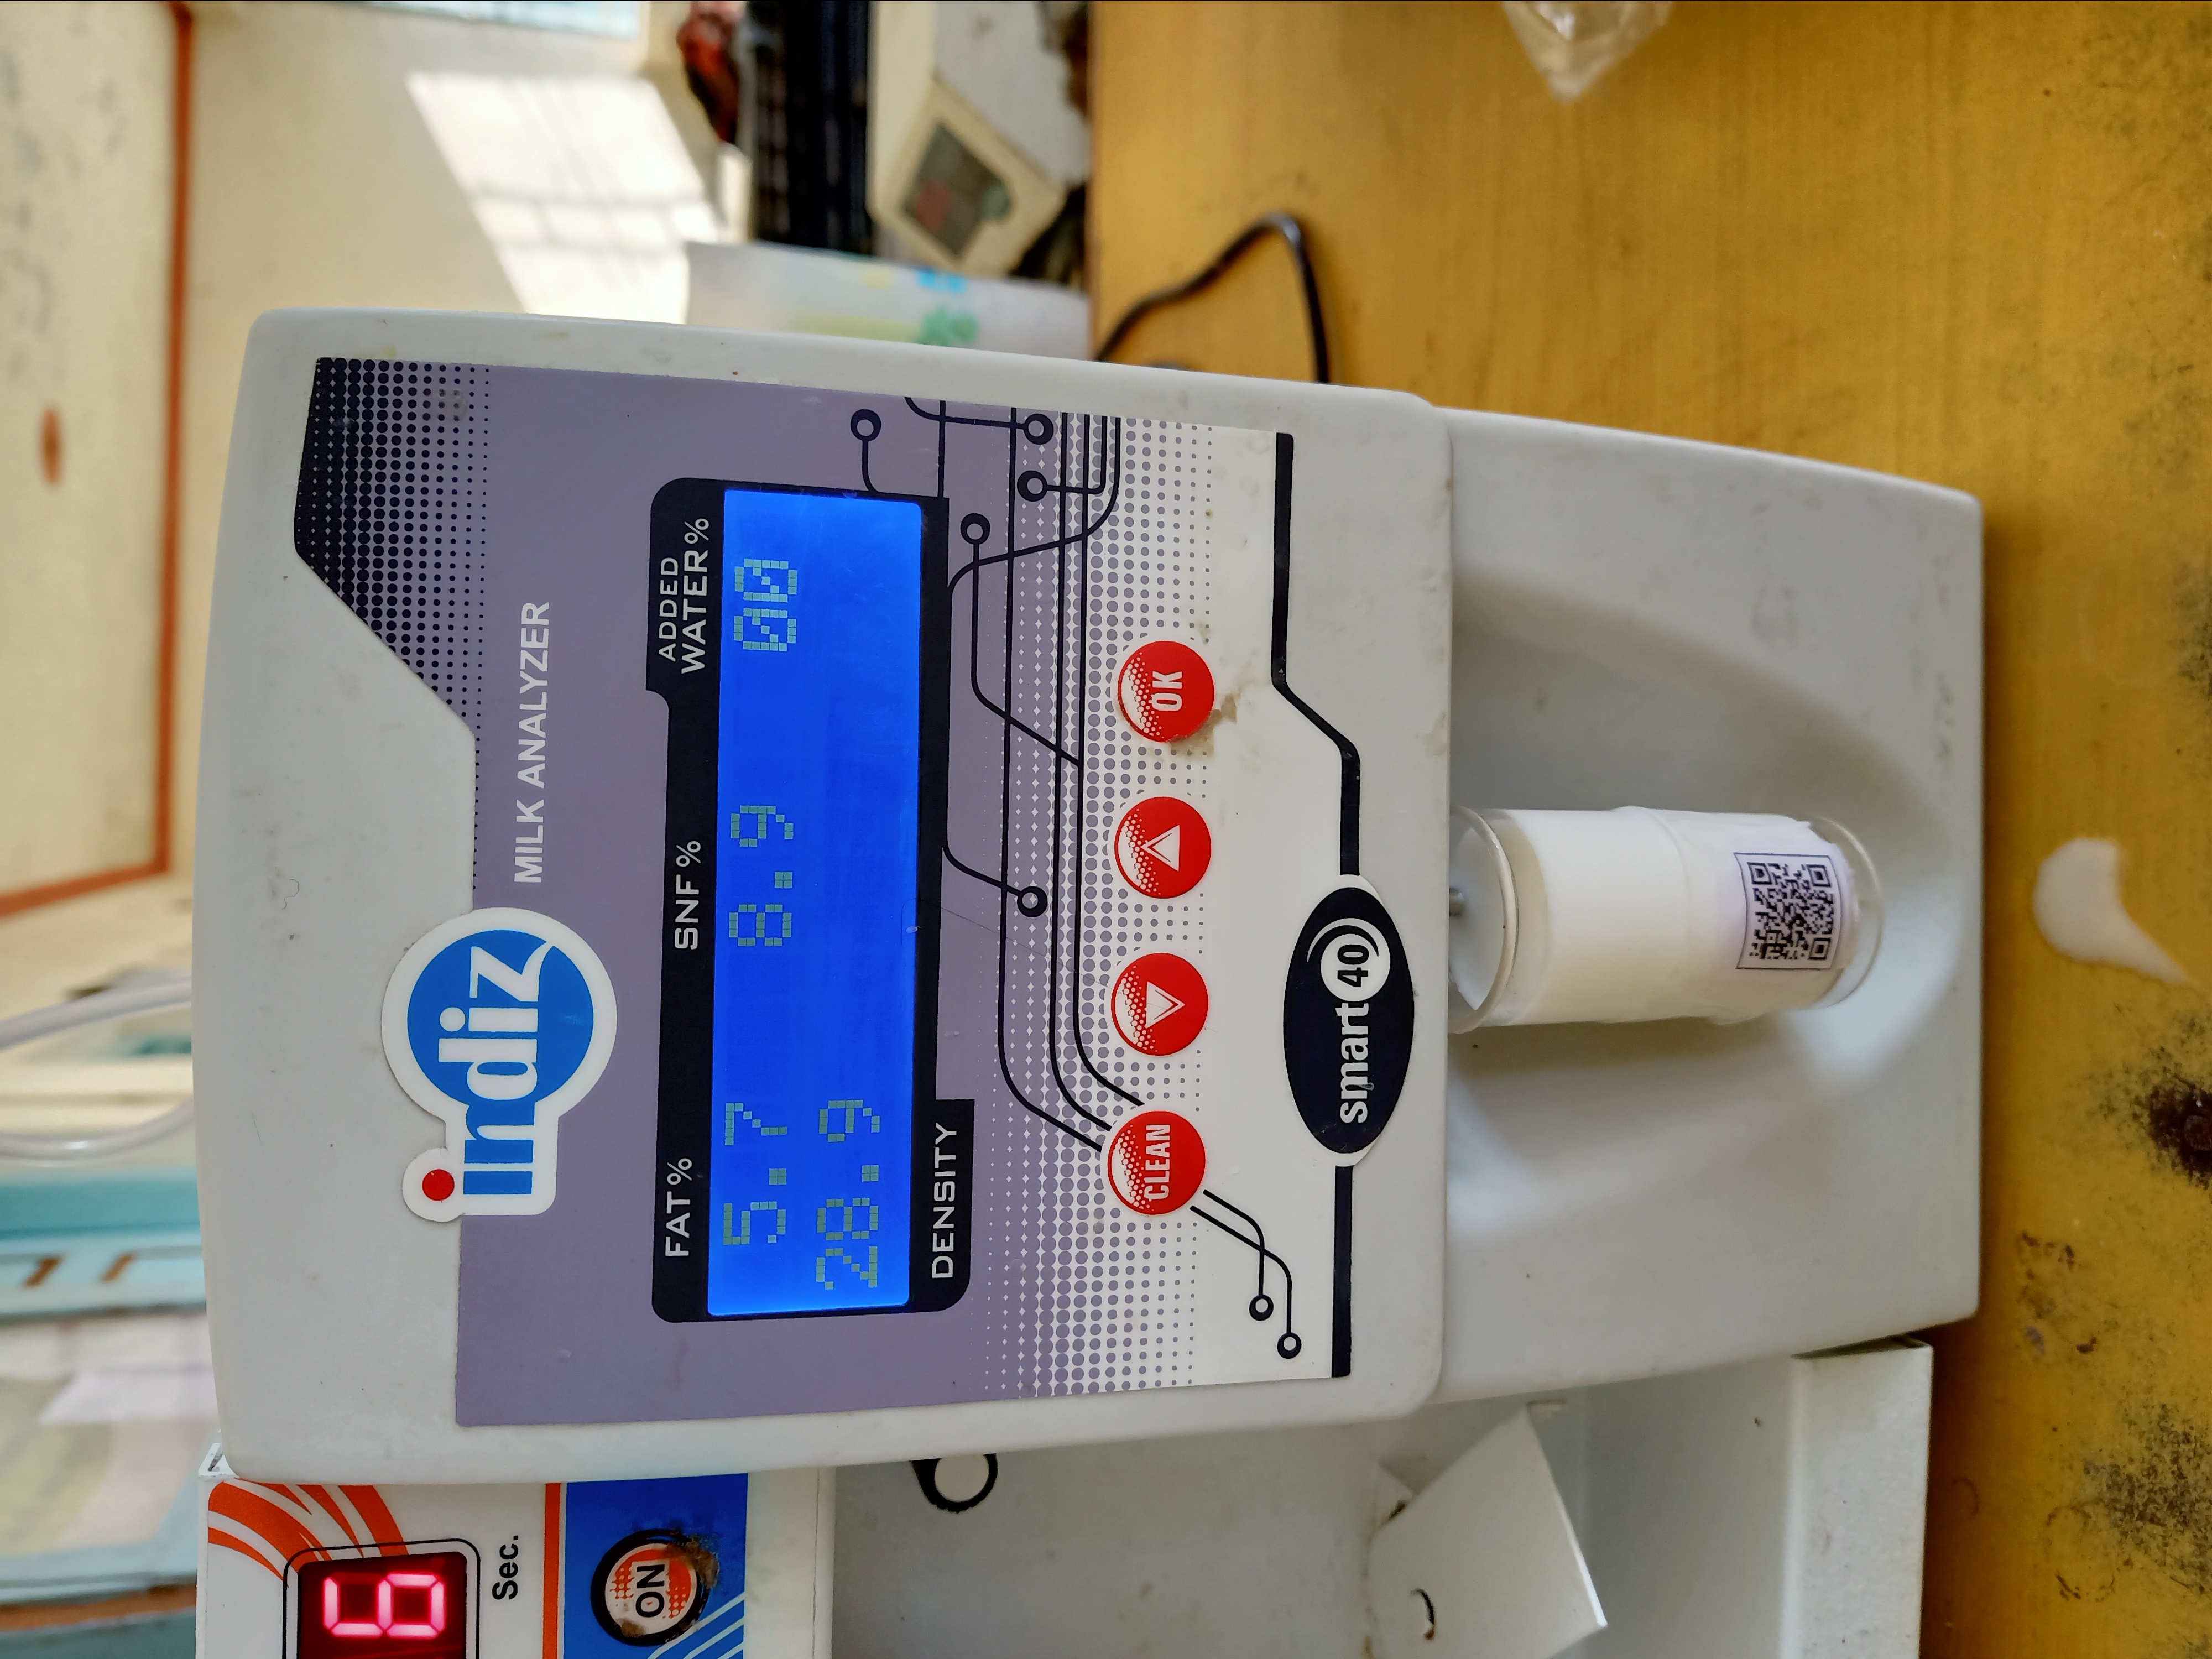 indiz
MILK ANALYZER
FAT% SNF% ADDED WATER%
5.7 8.9 00
28.9
DENSITY
CLEAN OK
smart 40
6
Sec.
ON